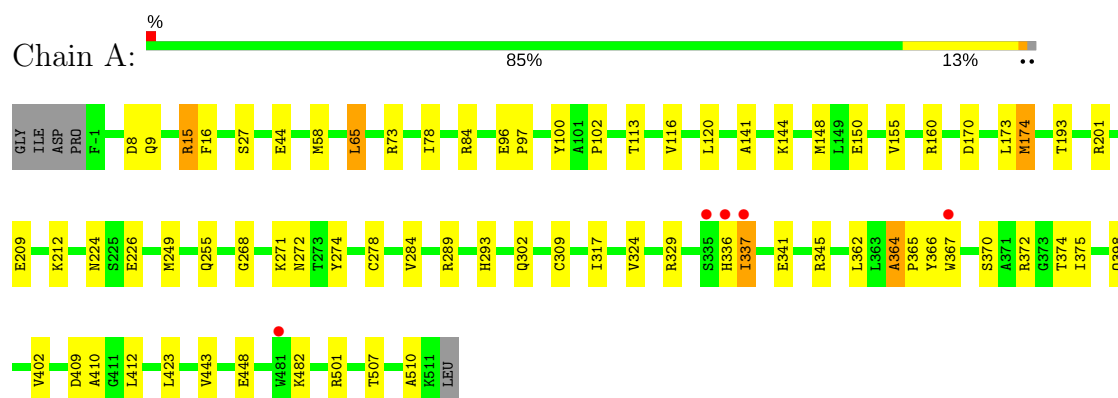 %
Chain A:
85% 13% ••
GLY ILE ASP PRO F-1 D8 Q9 R15 F16 S27 E44 M58 L65 R73 I78 R84 E96 P97 Y100 A101 P102 T113 V116 L120 A141 K144 M148 L149 E150 V155 R160 D170 L173 M174 T193 R201
E209 K212 N224 S225 E226 M249 Q255 G268 K271 N272 T273 Y274 C278 V284 R289 H293 Q302 C309 I317 V324 R329 S335 H336 I337 E341 R345 L362 L363 A364 P365 Y366 W367 S370 A371 R372 G373 T374 I375
V402 D409 A410 G411 L412 L423 V443 E448 W481 K482 R501 T507 A510 K511 LEU